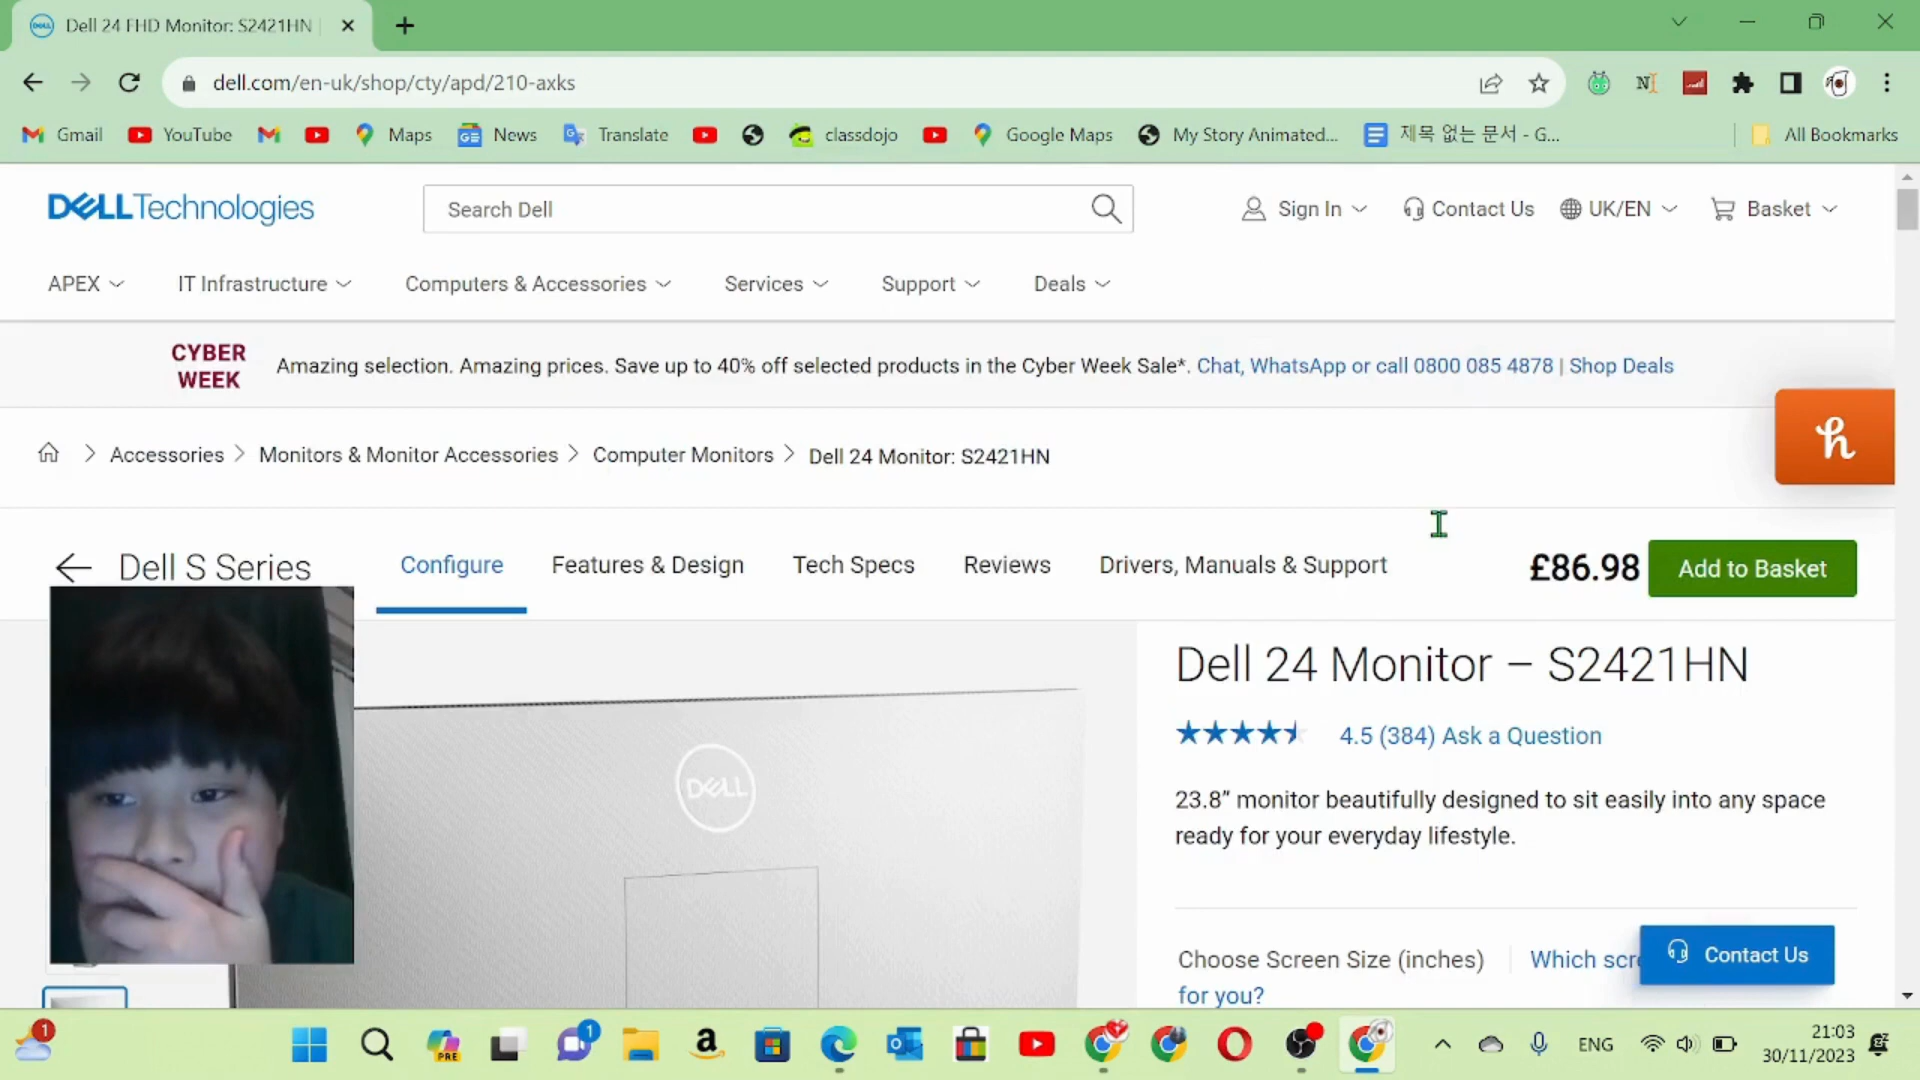 Dell 24 FHD Monitor: S2421HN
dell.com/en-uk/shop/cty/apd/210-axks
Gmail YouTube Maps News Translate classdojo Google Maps My Story Animated... 제목 없는 문서 - G... All Bookmarks
DELLTechnologies
Search Dell
Sign In Contact Us UK/EN Basket
APEX IT Infrastructure Computers & Accessories Services Support Deals
CYBER
WEEK
Amazing selection. Amazing prices. Save up to 40% off selected products in the Cyber Week Sale*. Chat, WhatsApp or call 0800 085 4878 | Shop Deals
h
Accessories Monitors & Monitor Accessories Computer Monitors Dell 24 Monitor: S2421HN
Dell S Series Configure Features & Design Tech Specs Reviews Drivers, Manuals & Support £86.98 Add to Basket
Dell 24 Monitor – S2421HN
4.5 (384) Ask a Question
DELL
23.8” monitor beautifully designed to sit easily into any space
ready for your everyday lifestyle.
Choose Screen Size (inches) Which scre
for you?
Contact Us
1
PRE
1
ENG
21:03
30/11/2023